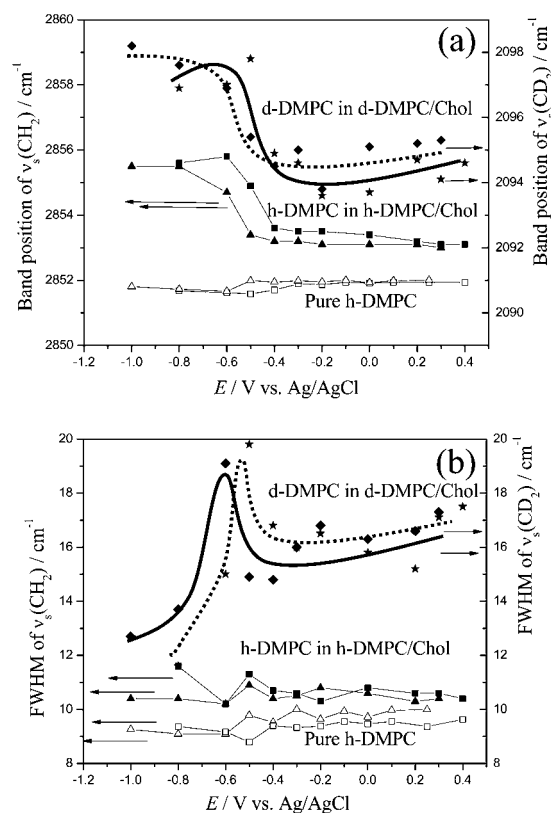 (a)
2860
2858
2856
2854
2852
2850
Band position of νs(CH2) / cm-1
2098
2096
2094
2092
2090
Band position of νs(CD2) / cm-1
d-DMPC in d-DMPC/Chol
h-DMPC in h-DMPC/Chol
Pure h-DMPC
-1.2 -1.0 -0.8 -0.6 -0.4 -0.2 0.0 0.2 0.4
E / V vs. Ag/AgCl
(b)
20
18
16
14
12
10
8
FWHM of νs(CH2) / cm-1
20
18
16
14
12
10
8
FWHM of νs(CD2) / cm-1
d-DMPC in d-DMPC/Chol
h-DMPC in h-DMPC/Chol
Pure h-DMPC
-1.2 -1.0 -0.8 -0.6 -0.4 -0.2 0.0 0.2 0.4
E / V vs. Ag/AgCl